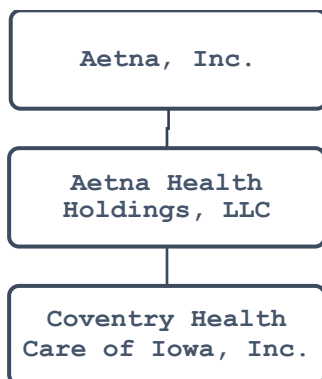 Aetna, Inc.
Aetna Health
Holdings, LLC
Coventry Health
Care of Iowa, Inc.